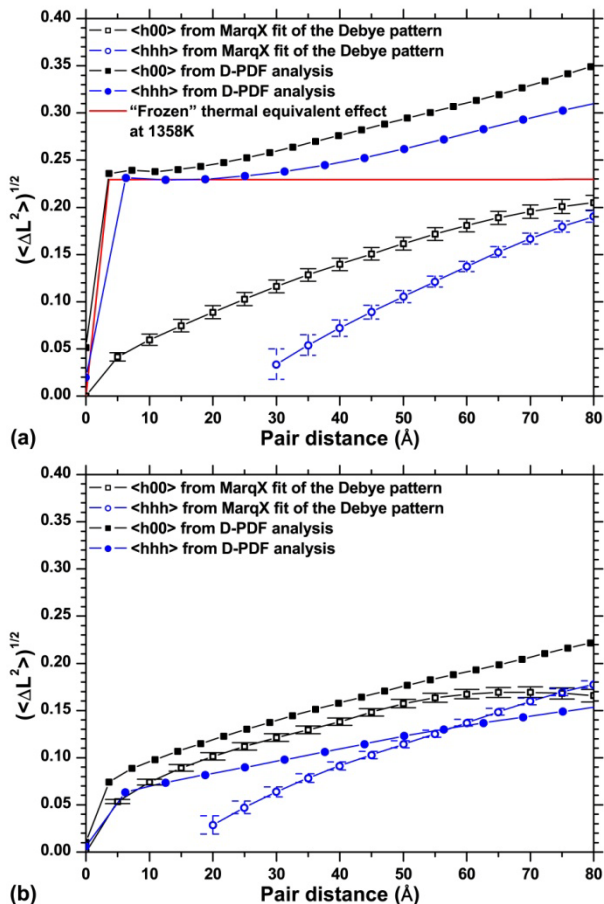 0.40
<h00> from MarqX fit of the Debye pattern
<hhh> from MarqX fit of the Debye pattern
<h00> from D-PDF analysis
<hhh> from D-PDF analysis
“Frozen” thermal equivalent effect
at 1358K
0.35
0.30
0.25
0.20
0.15
0.10
0.05
0.00
(<ΔL²>)^1/2
0 10 20 30 40 50 60 70 80
(a) Pair distance (Å)
0.40
<h00> from MarqX fit of the Debye pattern
<hhh> from MarqX fit of the Debye pattern
<h00> from D-PDF analysis
<hhh> from D-PDF analysis
0.35
0.30
0.25
0.20
0.15
0.10
0.05
0.00
(<ΔL²>)^1/2
0 10 20 30 40 50 60 70 80
(b) Pair distance (Å)